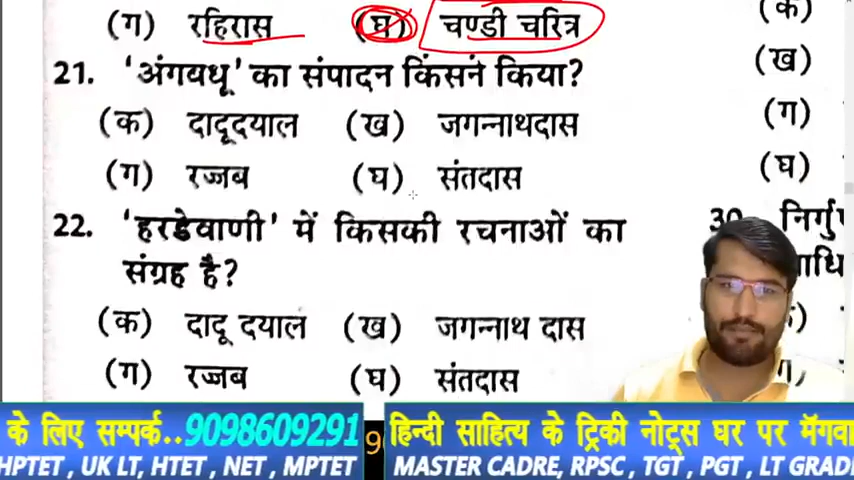 (ग) रहिरास (घ) चण्डी चरित्र
21. 'अंगवधू' का संपादन किसने किया?
(क) दादूदयाल (ख) जगन्नाथदास
(ग) रज्जब (घ) संतदास
22. 'हरडेवाणी' में किसकी रचनाओं का
संग्रह है?
(क) दादू दयाल (ख) जगन्नाथ दास
(ग) रज्जब (घ) संतदास
(क)
(ख)
(ग)
(घ)
30.
के लिए सम्पर्क..9098609291
HPTET , UK LT, HTET , NET , MPTET
हिन्दी साहित्य के ट्रिकी नोट्स घर पर मॅगवा
MASTER CADRE, RPSC , TGT , PGT , LT GRAD